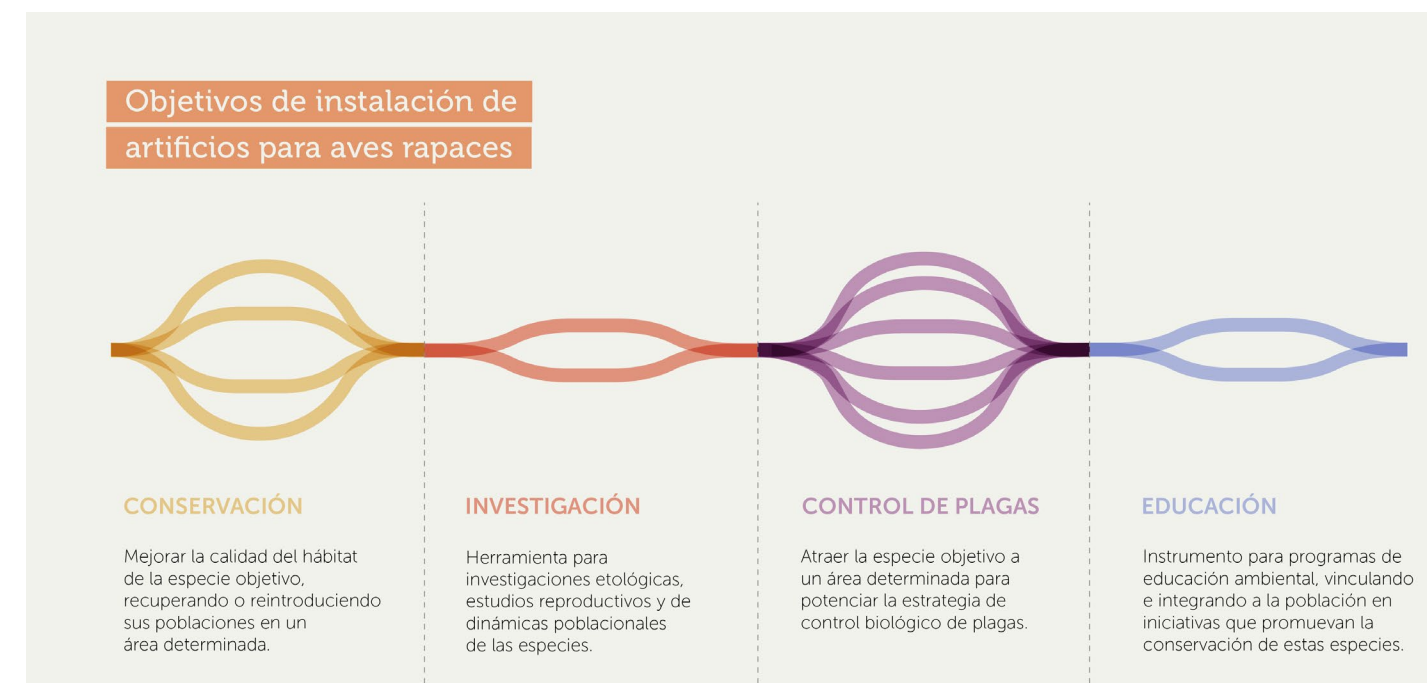 Objetivos de instalación de
artificios para aves rapaces
CONSERVACIÓN
Mejorar la calidad del hábitat
de la especie objetivo,
recuperando o reintroduciendo
sus poblaciones en un
área determinada.
INVESTIGACIÓN
Herramienta para
investigaciones etológicas,
estudios reproductivos y de
dinámicas poblacionales
de las especies.
CONTROL DE PLAGAS
Atraer la especie objetivo a
un área determinada para
potenciar la estrategia de
control biológico de plagas.
EDUCACIÓN
Instrumento para programas de
educación ambiental, vinculando
e integrando a la población en
iniciativas que promuevan la
conservación de estas especies.